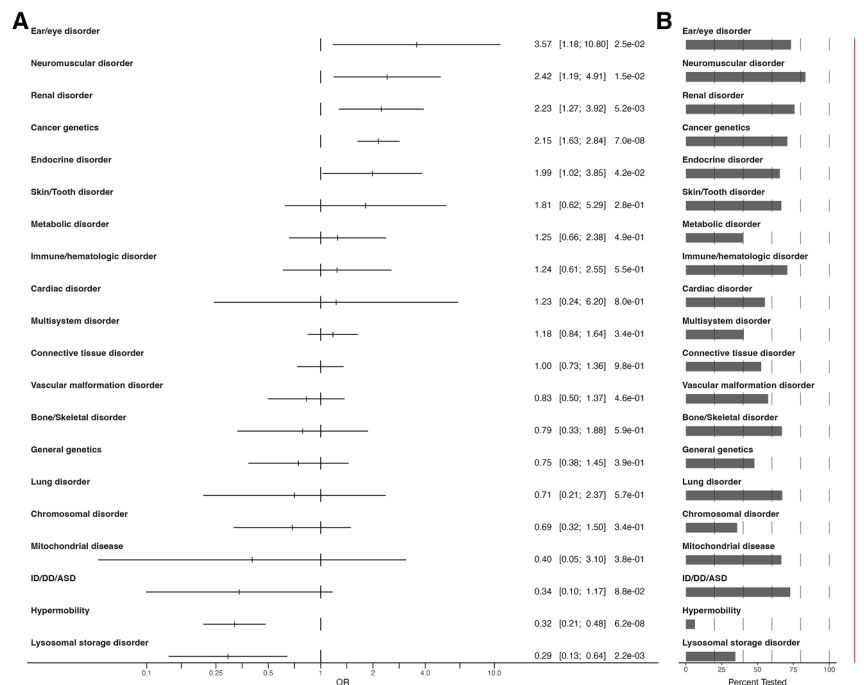 A
Ear/eye disorder
3.57 [1.18; 10.80] 2.5e-02
Neuromuscular disorder
2.42 [1.19; 4.91] 1.5e-02
Renal disorder
2.23 [1.27; 3.92] 5.2e-03
Cancer genetics
2.15 [1.63; 2.84] 7.0e-08
Endocrine disorder
1.99 [1.02; 3.85] 4.2e-02
Skin/Tooth disorder
1.81 [0.62; 5.29] 2.8e-01
Metabolic disorder
1.25 [0.66; 2.38] 4.9e-01
Immune/hematologic disorder
1.24 [0.61; 2.55] 5.5e-01
Cardiac disorder
1.23 [0.24; 6.20] 8.0e-01
Multisystem disorder
1.18 [0.84; 1.64] 3.4e-01
Connective tissue disorder
1.00 [0.73; 1.36] 9.8e-01
Vascular malformation disorder
0.83 [0.50; 1.37] 4.6e-01
Bone/Skeletal disorder
0.79 [0.33; 1.88] 5.9e-01
General genetics
0.75 [0.38; 1.45] 3.9e-01
Lung disorder
0.71 [0.21; 2.37] 5.7e-01
Chromosomal disorder
0.69 [0.32; 1.50] 3.4e-01
Mitochondrial disease
0.40 [0.05; 3.10] 3.8e-01
ID/DD/ASD
0.34 [0.10; 1.17] 8.8e-02
Hypermobility
0.32 [0.21; 0.48] 6.2e-08
Lysosomal storage disorder
0.29 [0.13; 0.64] 2.2e-03
0.1 0.25 0.5 1 2 4.0 10.0
OR
B
Ear/eye disorder
Neuromuscular disorder
Renal disorder
Cancer genetics
Endocrine disorder
Skin/Tooth disorder
Metabolic disorder
Immune/hematologic disorder
Cardiac disorder
Multisystem disorder
Connective tissue disorder
Vascular malformation disorder
Bone/Skeletal disorder
General genetics
Lung disorder
Chromosomal disorder
Mitochondrial disease
ID/DD/ASD
Hypermobility
Lysosomal storage disorder
0 25 50 75 100
Percent Tested